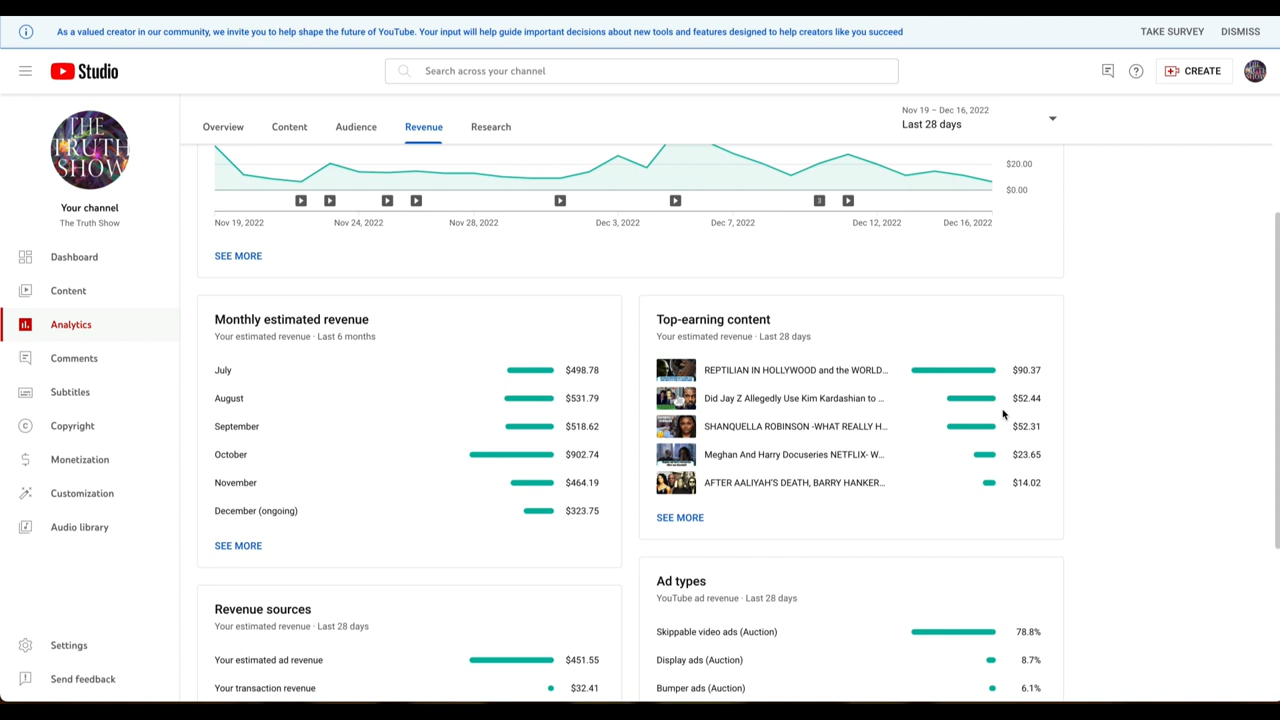 As a valued creator in our community, we invite you to help shape the future of YouTube. Your input will help guide important decisions about new tools and features designed to help creators like you succeed
TAKE SURVEY
DISMISS
Studio
Search across your channel
CREATE
THE TRUTH SHOW
Your channel
The Truth Show
Dashboard
Content
Analytics
Comments
Subtitles
Copyright
Monetization
Customization
Audio library
Settings
Send feedback
Overview
Content
Audience
Revenue
Research
Nov 19 – Dec 16, 2022
Last 28 days
$20.00
$0.00
3
Nov 19, 2022
Nov 24, 2022
Nov 28, 2022
Dec 3, 2022
Dec 7, 2022
Dec 12, 2022
Dec 16, 2022
SEE MORE
Monthly estimated revenue
Your estimated revenue · Last 6 months
July $498.78
August $531.79
September $518.62
October $902.74
November $464.19
December (ongoing) $323.75
SEE MORE
Top-earning content
Your estimated revenue · Last 28 days
REPTILIAN IN HOLLYWOOD and the WORLD... $90.37
Did Jay Z Allegedly Use Kim Kardashian to ... $52.44
SHANQUELLA ROBINSON -WHAT REALLY H... $52.31
Meghan And Harry Docuseries NETFLIX- W... $23.65
AFTER AALIYAH'S DEATH, BARRY HANKER... $14.02
SEE MORE
Revenue sources
Your estimated revenue · Last 28 days
Your estimated ad revenue $451.55
Your transaction revenue $32.41
Ad types
YouTube ad revenue · Last 28 days
Skippable video ads (Auction) 78.8%
Display ads (Auction) 8.7%
Bumper ads (Auction) 6.1%